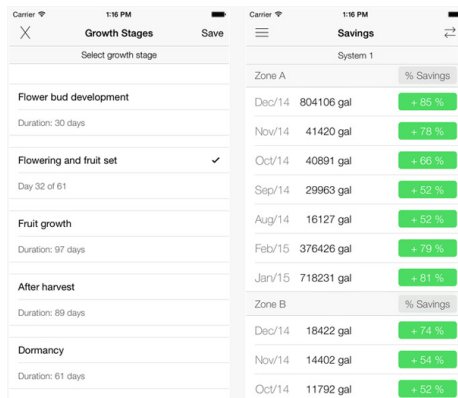 Carrier 1:16 PM
Growth Stages Save
Select growth stage
Flower bud development
Duration: 30 days
Flowering and fruit set
Day 32 of 61
Fruit growth
Duration: 97 days
After harvest
Duration: 89 days
Dormancy
Duration: 61 days
Carrier 1:16 PM
Savings
System 1
Zone A % Savings
Dec/14 804106 gal + 85 %
Nov/14 41420 gal + 78 %
Oct/14 40891 gal + 66 %
Sep/14 29963 gal + 52 %
Aug/14 16127 gal + 52 %
Feb/15 376426 gal + 79 %
Jan/15 718231 gal + 81 %
Zone B % Savings
Dec/14 18422 gal + 74 %
Nov/14 14402 gal + 54 %
Oct/14 11792 gal + 52 %